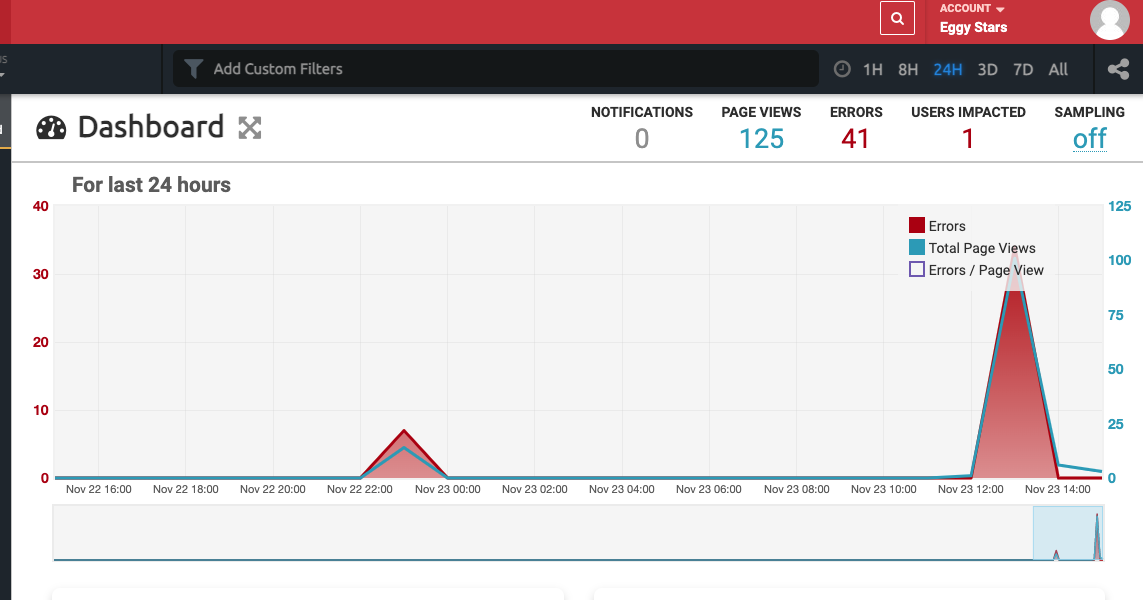 ACCOUNT
Eggy Stars
Add Custom Filters
1H 8H 24H 3D 7D All
Dashboard
NOTIFICATIONS PAGE VIEWS ERRORS USERS IMPACTED SAMPLING
0 125 41 1 off
For last 24 hours
40 125
Errors
Total Page Views
100
Errors / Page View
30
75
20
50
10
25
0 0
Nov 22 16:00 Nov 22 18:00 Nov 22 20:00 Nov 22 22:00 Nov 23 00:00 Nov 23 02:00 Nov 23 04:00 Nov 23 06:00 Nov 23 08:00 Nov 23 10:00 Nov 23 12:00 Nov 23 14:00